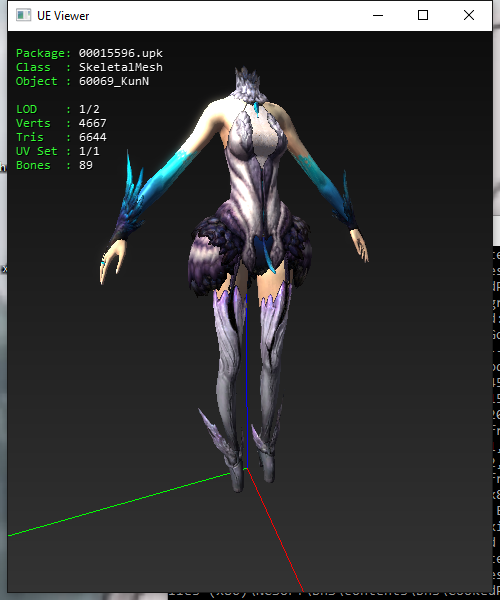 UE Viewer
Package: 00015596.upk
Class  : SkeletalMesh
Object : 60069_KunN
LOD    : 1/2
Verts  : 4667
Tris   : 6644
UV Set : 1/1
Bones  : 89